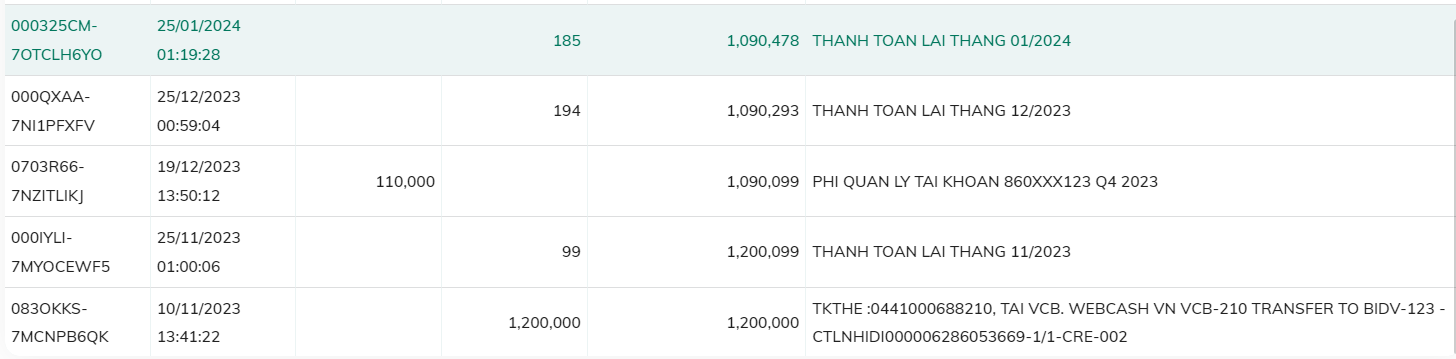 000325CM-
7OTCLH6YO
25/01/2024
01:19:28
185
1,090,478
THANH TOAN LAI THANG 01/2024
000QXAA-
7NI1PFXFV
25/12/2023
00:59:04
194
1,090,293
THANH TOAN LAI THANG 12/2023
0703R66-
7NZITLIKJ
19/12/2023
13:50:12
110,000
1,090,099
PHI QUAN LY TAI KHOAN 860XXX123 Q4 2023
000IYLI-
7MYOCEWF5
25/11/2023
01:00:06
99
1,200,099
THANH TOAN LAI THANG 11/2023
083OKKS-
7MCNPB6QK
10/11/2023
13:41:22
1,200,000
1,200,000
TKTHE :0441000688210, TAI VCB. WEBCASH VN VCB-210 TRANSFER TO BIDV-123 -
CTLNHIDI000006286053669-1/1-CRE-002